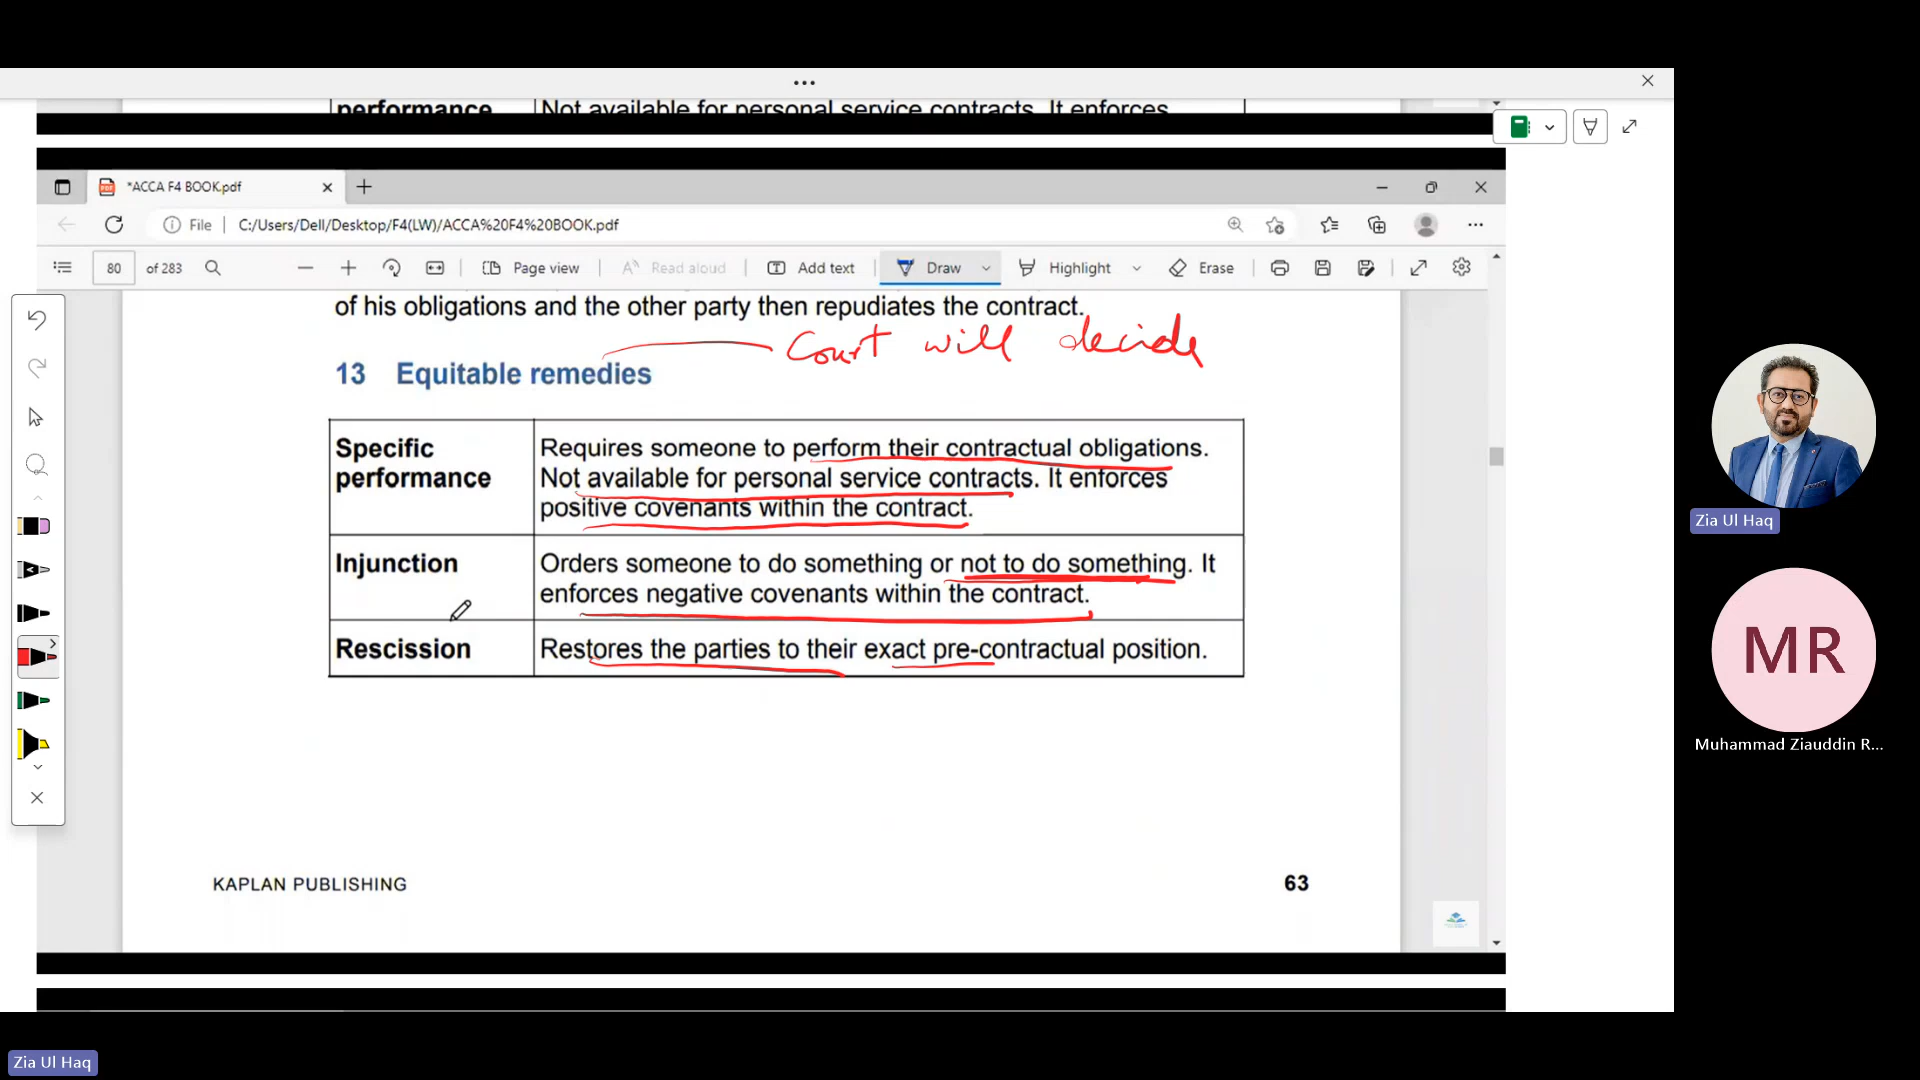 performance Not available for personal service contracts. It enforces
*ACCA F4 BOOK.pdf
File C:/Users/Dell/Desktop/F4(LW)/ACCA%20F4%20BOOK.pdf
80 of 283 Page view Read aloud Add text Draw Highlight Erase
of his obligations and the other party then repudiates the contract.
Court will decide
13 Equitable remedies
Specific performance
Requires someone to perform their contractual obligations.
Not available for personal service contracts. It enforces
positive covenants within the contract.
Injunction
Orders someone to do something or not to do something. It
enforces negative covenants within the contract.
Rescission
Restores the parties to their exact pre-contractual position.
KAPLAN PUBLISHING 63
Zia Ul Haq
MR
Muhammad Ziauddin R...
Zia Ul Haq